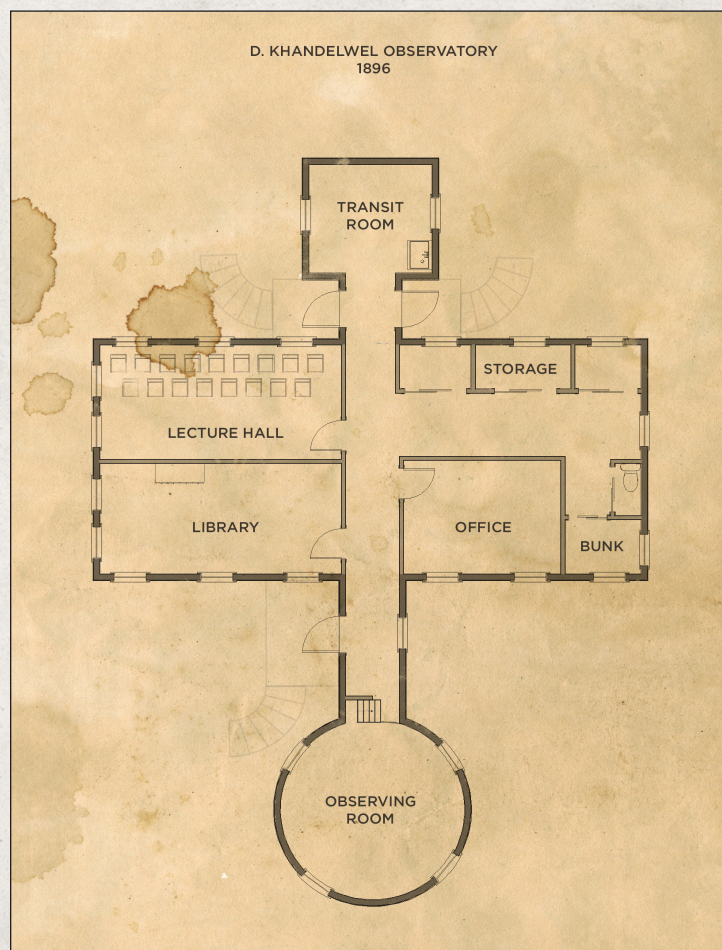 D. KHANDELWEL OBSERVATORY
1896
TRANSIT
ROOM
STORAGE
LECTURE HALL
LIBRARY
OFFICE
BUNK
OBSERVING
ROOM